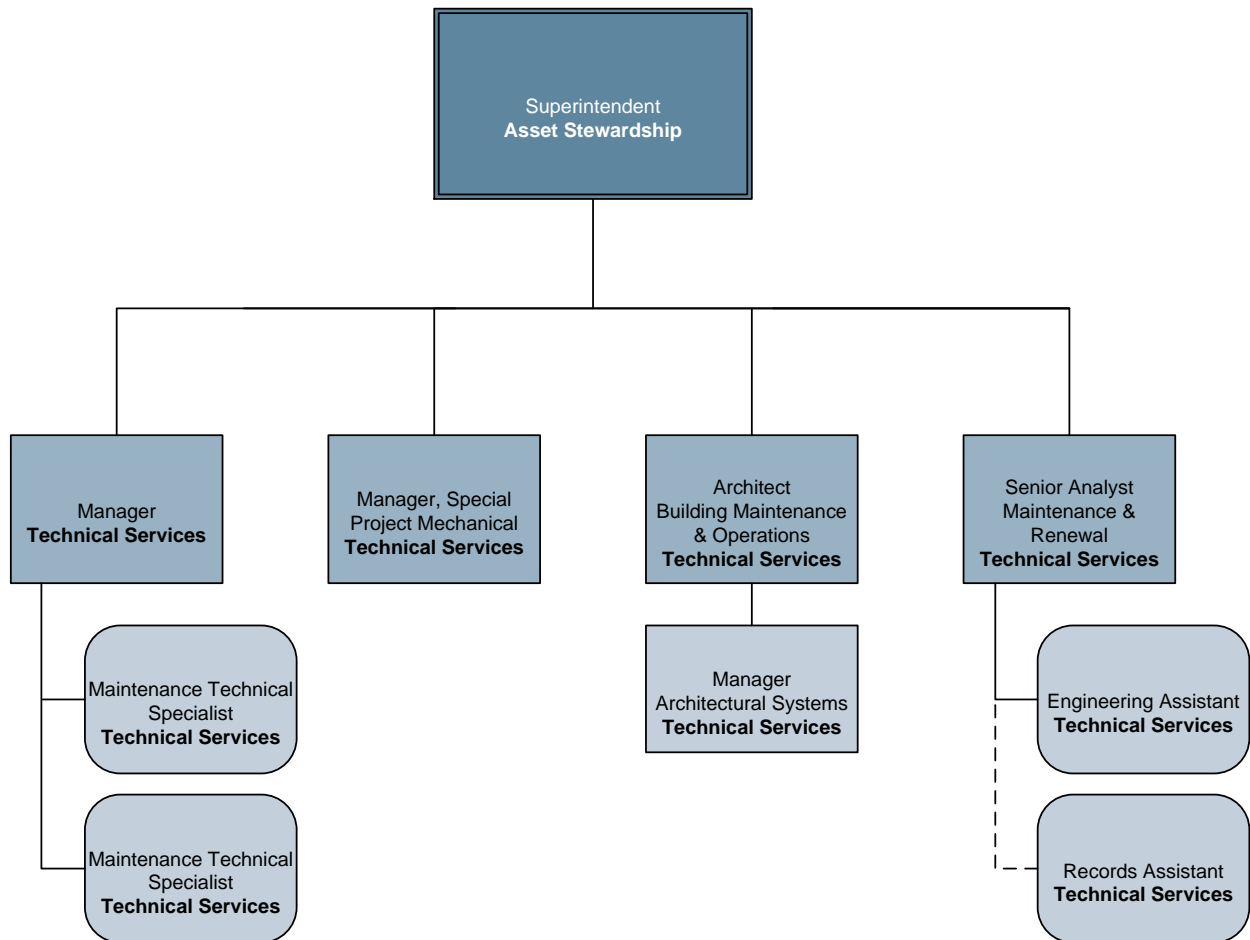 Superintendent
Asset Stewardship
Manager
Technical Services
Manager, Special
Project Mechanical
Technical Services
Architect
Building Maintenance
& Operations
Technical Services
Senior Analyst
Maintenance &
Renewal
Technical Services
Maintenance Technical
Specialist
Technical Services
Manager
Architectural Systems
Technical Services
Engineering Assistant
Technical Services
Maintenance Technical
Specialist
Technical Services
Records Assistant
Technical Services